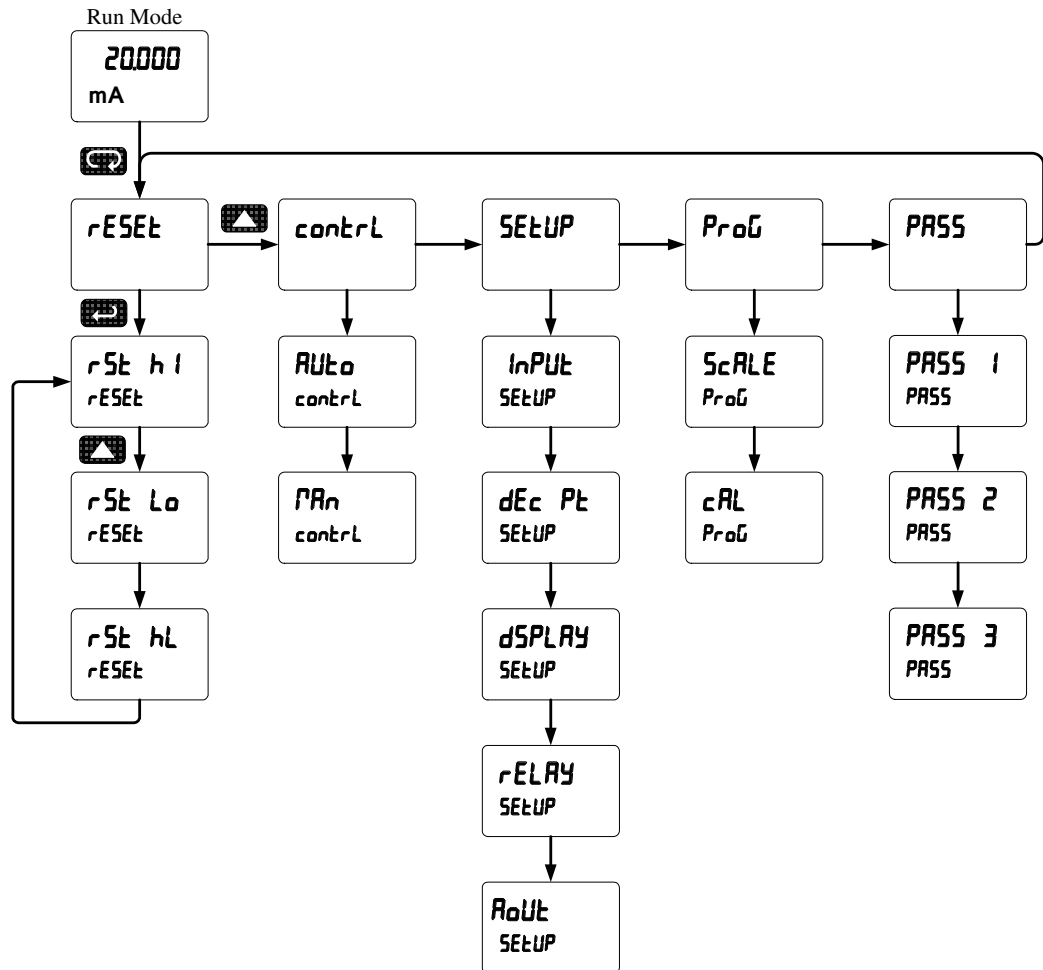 Run Mode
20.000
mA
rESEt
contrL
SEtUP
ProG
PASS
rSt hI
rESEt
AUto
contrL
InPUt
SEtUP
ScALE
ProG
PASS 1
PASS
rSt Lo
rESEt
MAn
contrL
dEc Pt
SEtUP
cAL
ProG
PASS 2
PASS
rSt hL
rESEt
dSPLAY
SEtUP
PASS 3
PASS
rELAY
SEtUP
AoUt
SEtUP